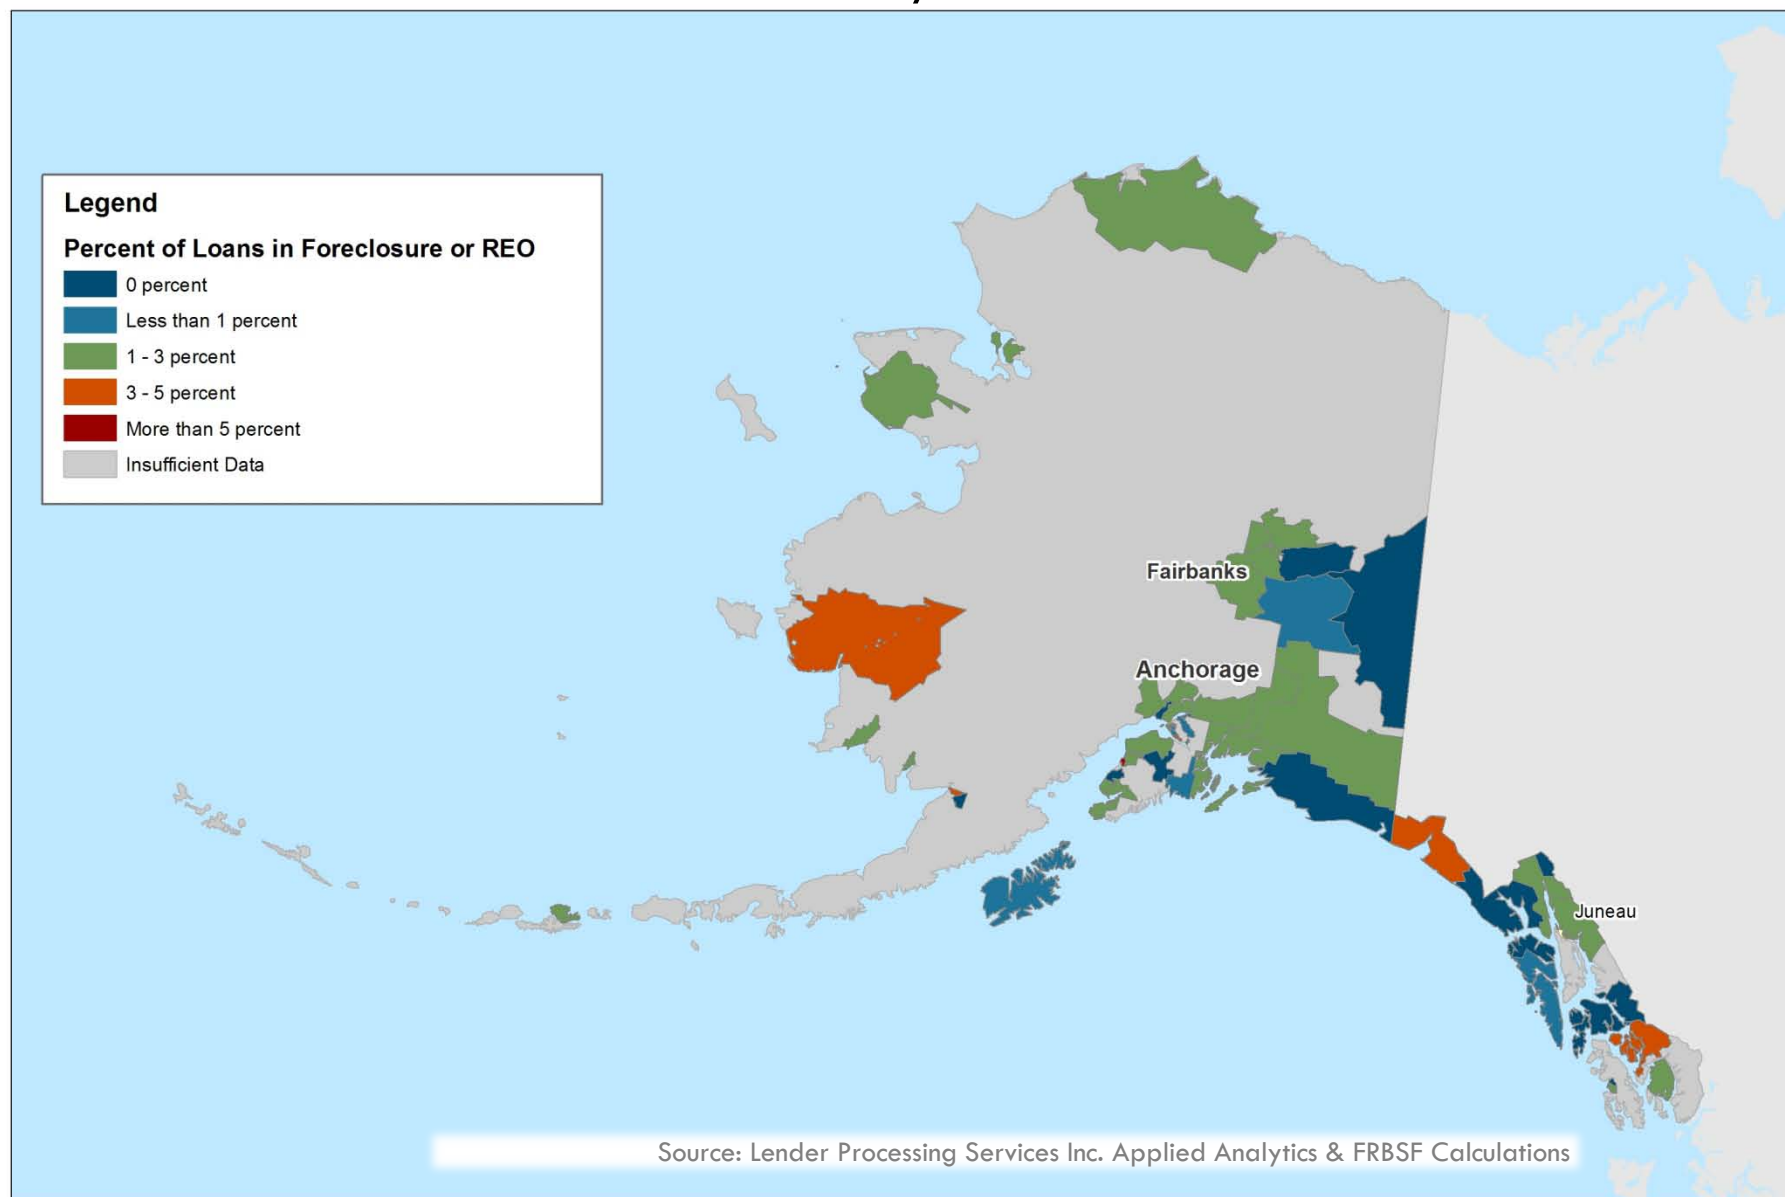 Legend
Percent of Loans in Foreclosure or REO
0 percent
Less than 1 percent
1 - 3 percent
3 - 5 percent
More than 5 percent
Insufficient Data
Fairbanks
Anchorage
Juneau
Source: Lender Processing Services Inc. Applied Analytics & FRBSF Calculations